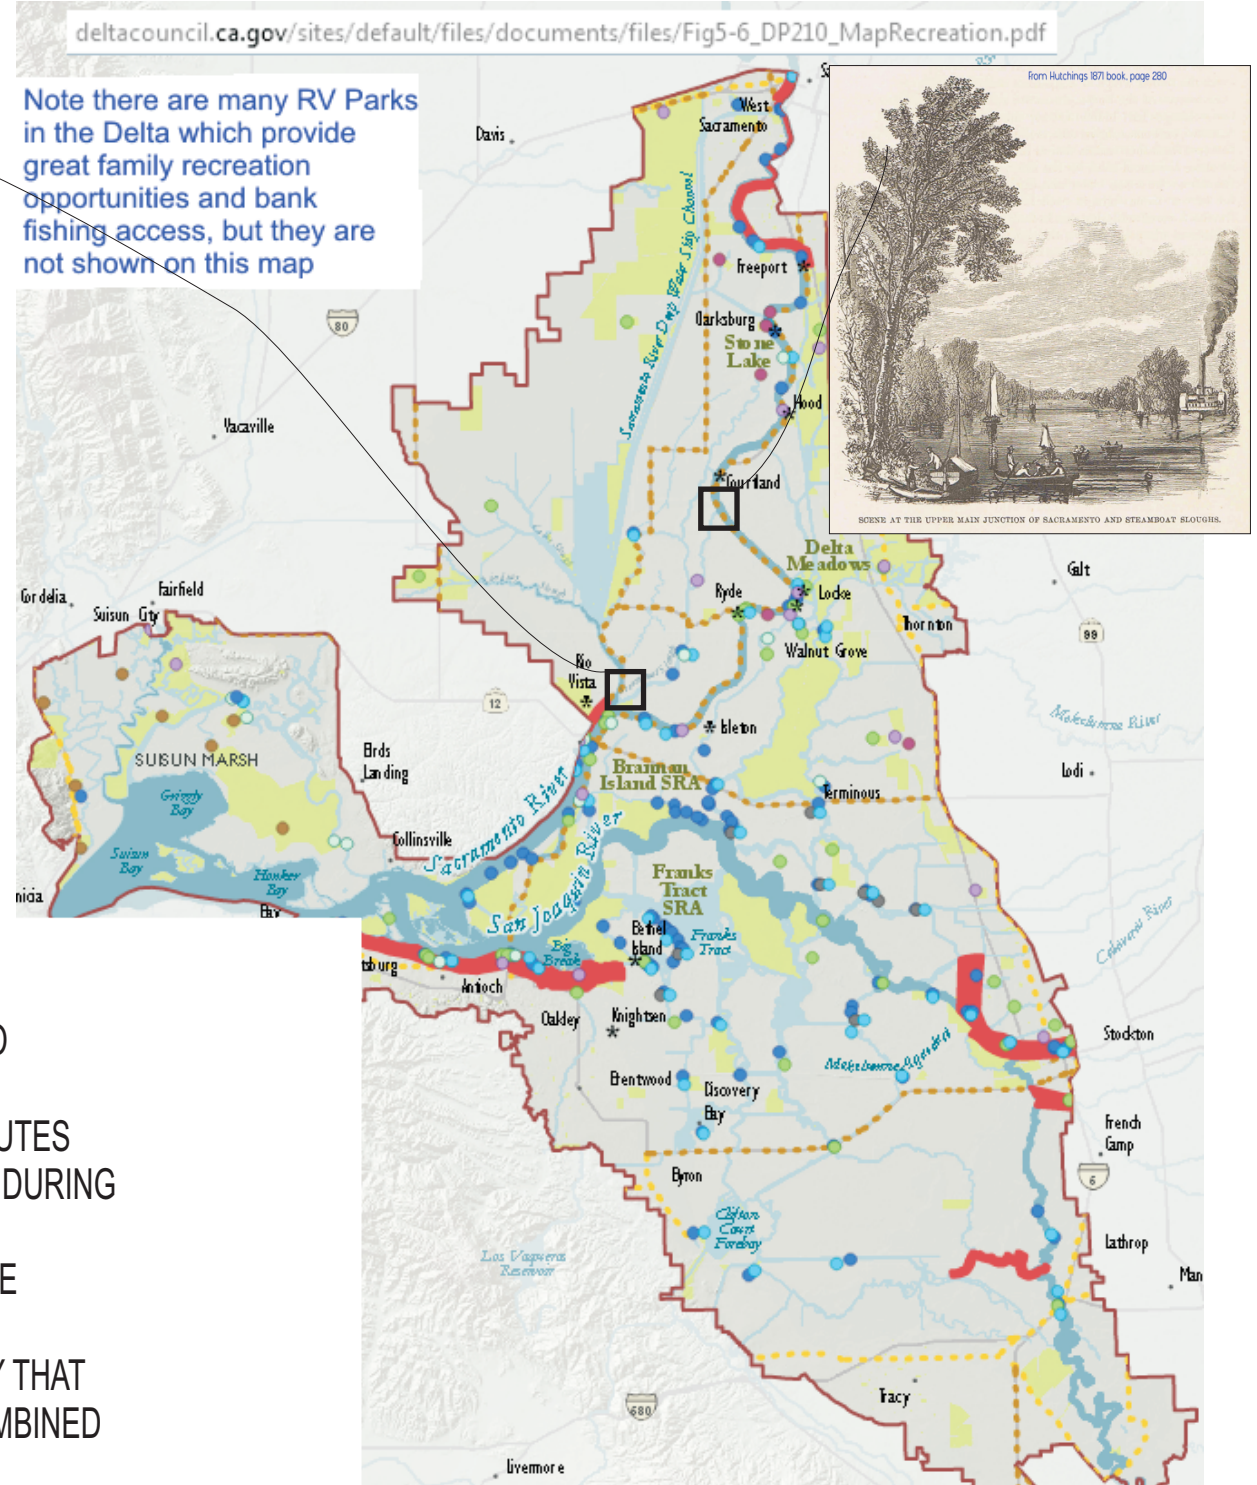 deltacouncil.ca.gov/sites/default/files/documents/files/Fig5-6_DP210_MapRecreation.pdf
Note there are many RV Parks
in the Delta which provide
great family recreation
opportunities and bank
fishing access, but they are
not shown on this map
From Hutchings 1871 book, page 280
SCENE AT THE UPPER MAIN JUNCTION OF SACRAMENTO AND STEAMBOAT SLOUGHS.
Davis
West
Sacramento
Sacramento River Deep Water Ship Channel
Freeport
80
Clarksburg
Stone
Lake
Hood
Vacaville
Courtland
Delta
Meadows
Cordelia
Fairfield
Suisun City
Ryde
Locke
Galt
Thornton
99
Walnut Grove
Rio
Vista
12
Isleton
Mokelumne River
SUISUN MARSH
Birds
Landing
Brannan
Island SRA
Lodi
Grizzly
Bay
Terminous
Collinsville
Sacramento River
San Joaquin River
Suisun
Bay
Honker
Bay
nicia
Bay
Franks
Tract
SRA
Bethel
Island
Franks
Tract
Big
Break
Calaveras River
tsburg
Antioch
Oakley
Knightsen
Stockton
Mokelumne Aqueduct
Brentwood
Discovery
Bay
French
Camp
Byron
5
Clifton
Court
Forebay
Los Vaqueros
Reservoir
Lathrop
Man
Tracy
680
Livermore
D
UTES
DURING
E
Y THAT
MBINED